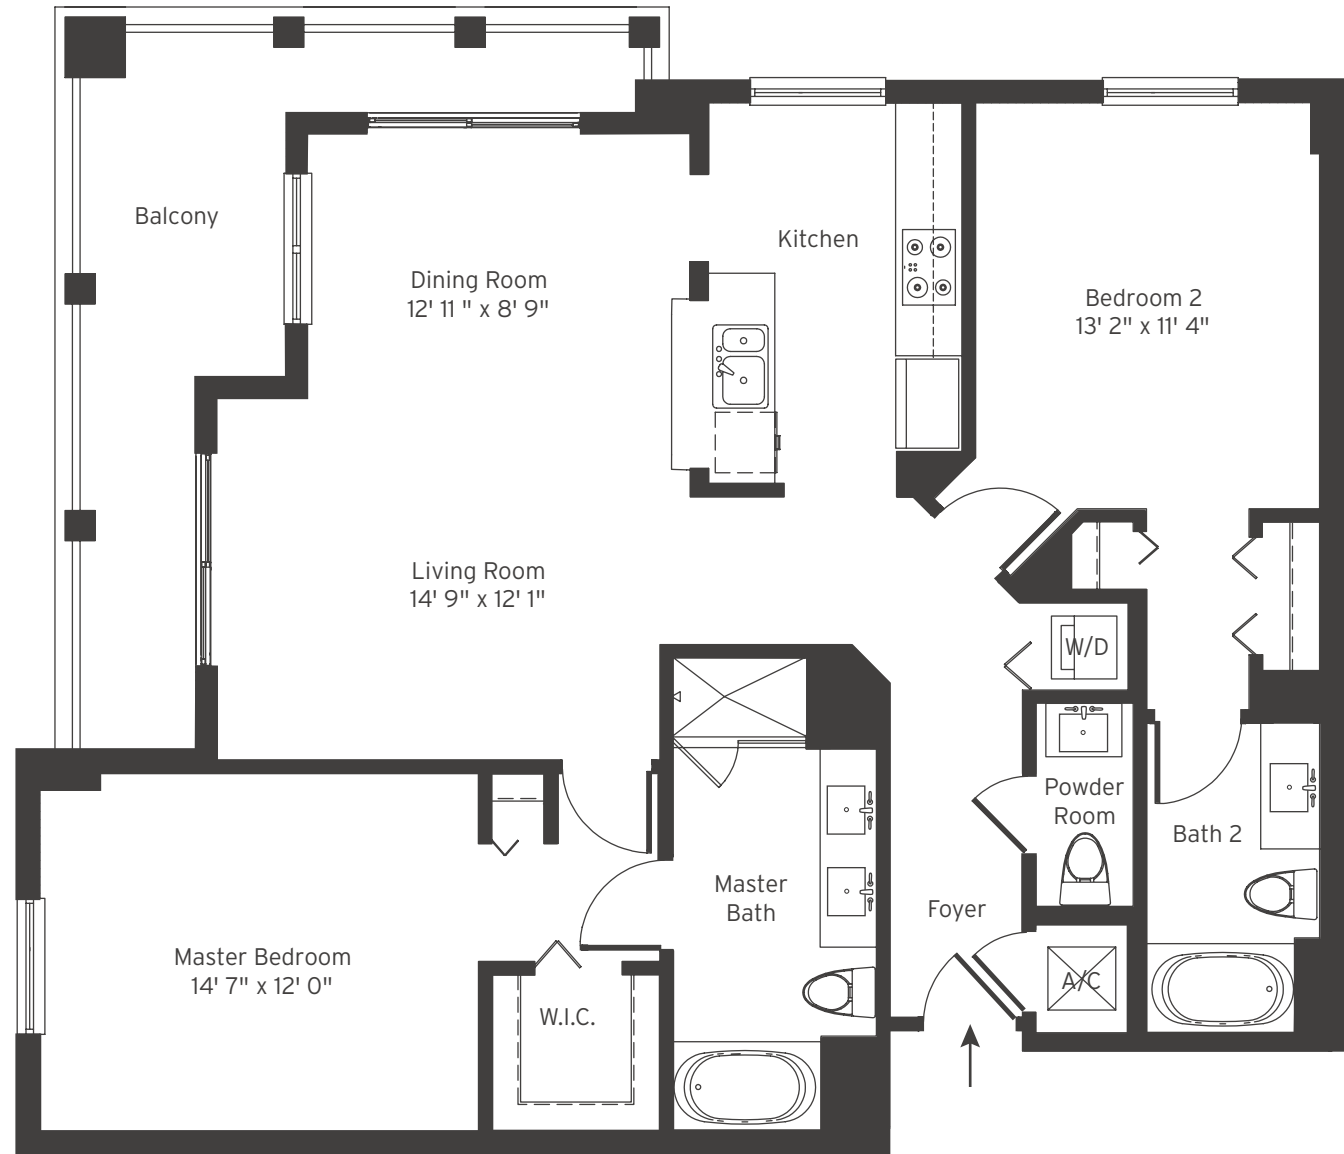 Balcony
Kitchen
Dining Room
12' 11 " x 8' 9"
Bedroom 2
13' 2" x 11' 4"
Living Room
14' 9" x 12' 1"
W/D
Powder
Room
Bath 2
Master
Bath
Foyer
Master Bedroom
14' 7" x 12' 0"
A/C
W.I.C.